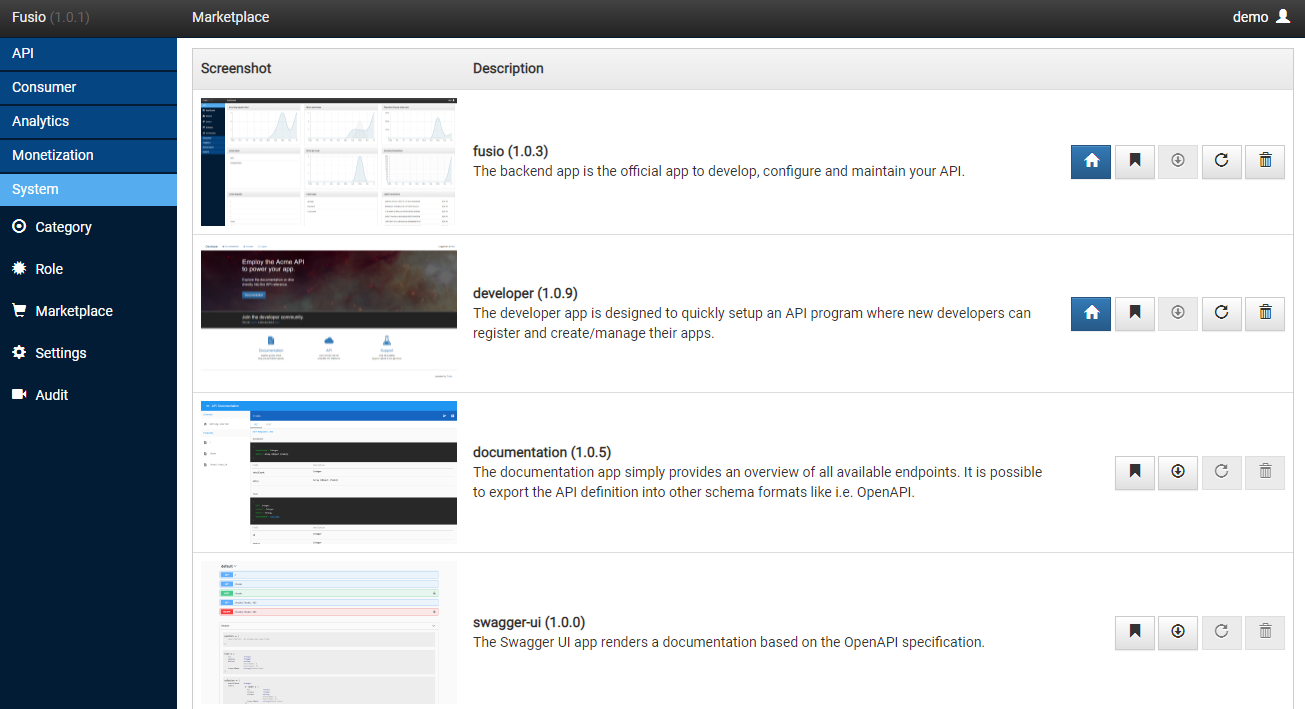 Fusio (1.0.1)
Marketplace
demo
API
Consumer
Analytics
Monetization
System
Category
Role
Marketplace
Settings
Audit
Screenshot
Description
fusio (1.0.3)
The backend app is the official app to develop, configure and maintain your API.
Employ the Acme API
to power your app.
Join the developer community.
Documentation
API
Support
developer (1.0.9)
The developer app is designed to quickly setup an API program where new developers can
register and create/manage their apps.
API Documentation
documentation (1.0.5)
The documentation app simply provides an overview of all available endpoints. It is possible
to export the API definition into other schema formats like i.e. OpenAPI.
default
swagger-ui (1.0.0)
The Swagger UI app renders a documentation based on the OpenAPI specification.